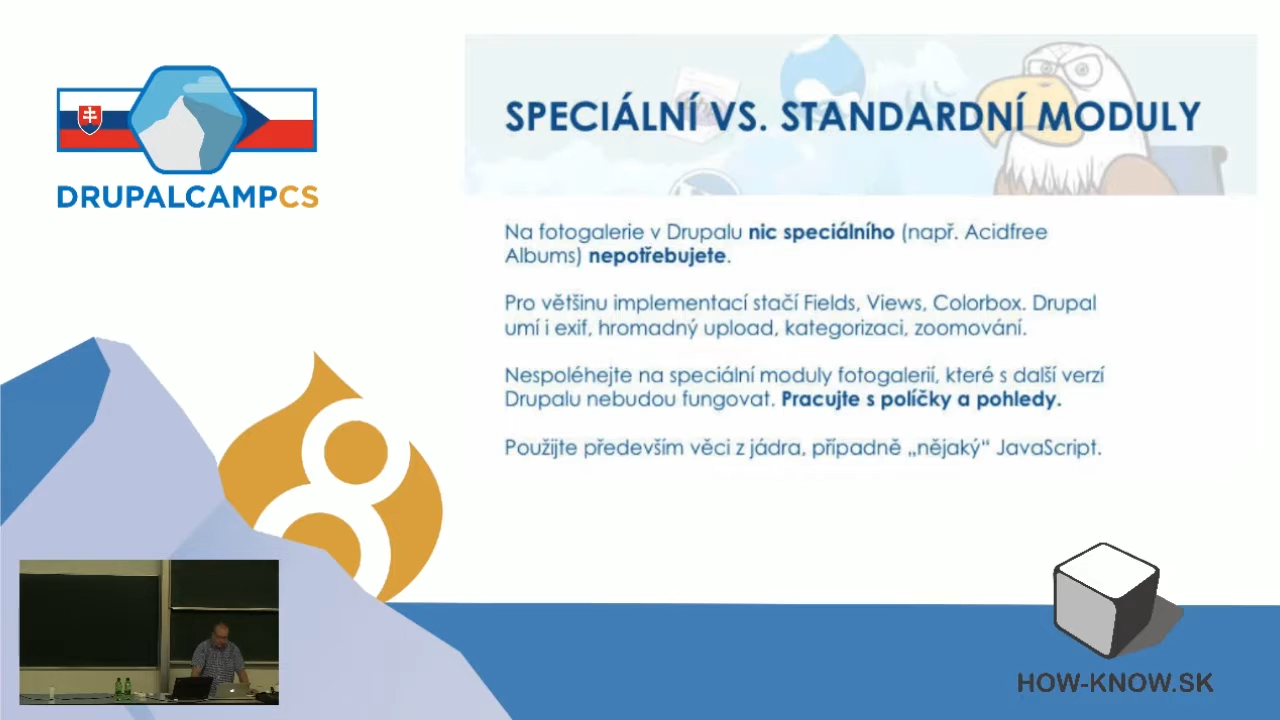 DRUPALCAMPCS
SPECIÁLNÍ VS. STANDARDNÍ MODULY
Na fotogalerie v Drupalu nic speciálního (např. Acidfree
Albums) nepotřebujete.
Pro většinu implementací stačí Fields, Views, Colorbox. Drupal
umí i exif, hromadný upload, kategorizaci, zoomování.
Nespoléhejte na speciální moduly fotogalerií, které s další verzí
Drupalu nebudou fungovat. Pracujte s políčky a pohledy.
Použijte především věci z jádra, případně „nějaký“ JavaScript.
8
HOW-KNOW.SK